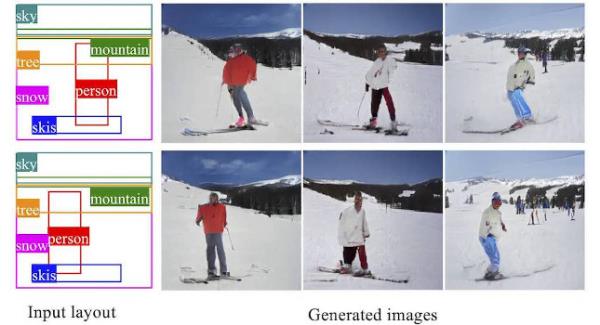 sky
mountain
tree
snow
person
skis
sky
mountain
tree
snow
person
skis
Input layout
Generated images